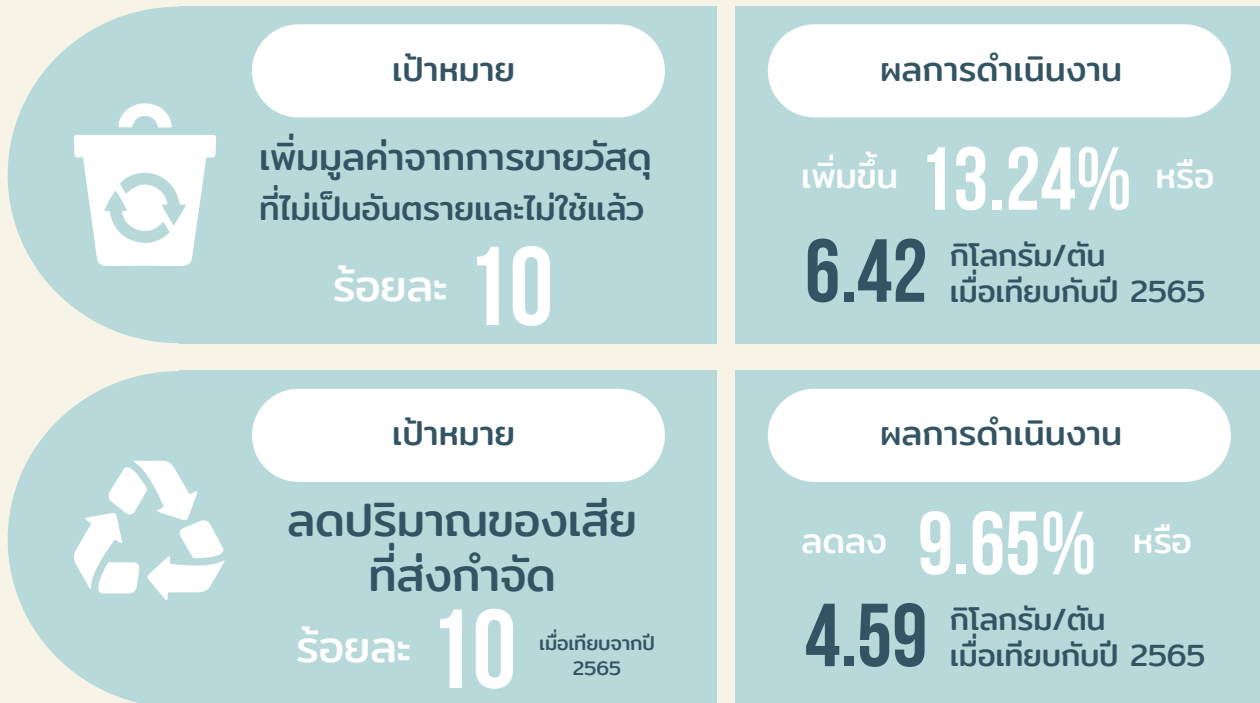 เป้าหมาย
เพิ่มมูลค่าจากการขายวัสดุ
ที่ไม่เป็นอันตรายและไม่ใช้แล้ว
ร้อยละ 10
ผลการดำเนินงาน
เพิ่มขึ้น 13.24% หรือ
6.42 กิโลกรัม/ตัน
เมื่อเทียบกับปี 2565
เป้าหมาย
ลดปริมาณของเสีย
ที่ส่งกำจัด
ร้อยละ 10 เมื่อเทียบจากปี
2565
ผลการดำเนินงาน
ลดลง 9.65% หรือ
4.59 กิโลกรัม/ตัน
เมื่อเทียบกับปี 2565